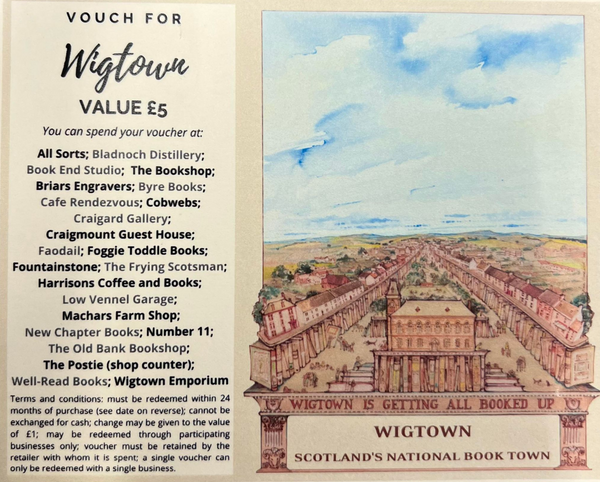 VOUCH FOR
Wigtown
VALUE £5
You can spend your voucher at:
All Sorts; Bladnoch Distillery;
Book End Studio; The Bookshop;
Briars Engravers; Byre Books;
Cafe Rendezvous; Cobwebs;
Craigard Gallery;
Craigmount Guest House;
Faodail; Foggie Toddle Books;
Fountainstone; The Frying Scotsman;
Harrisons Coffee and Books;
Low Vennel Garage;
Machars Farm Shop;
New Chapter Books; Number 11;
The Old Bank Bookshop;
The Postie (shop counter);
Well-Read Books; Wigtown Emporium
Terms and conditions: must be redeemed within 24
months of purchase (see date on reverse); cannot be
exchanged for cash; change may be given to the value
of £1; may be redeemed through participating
businesses only; voucher must be retained by the
retailer with whom it is spent; a single voucher can
only be redeemed with a single business.
WIGTOWN IS GETTING ALL BOOKED UP
WIGTOWN
SCOTLAND'S NATIONAL BOOK TOWN